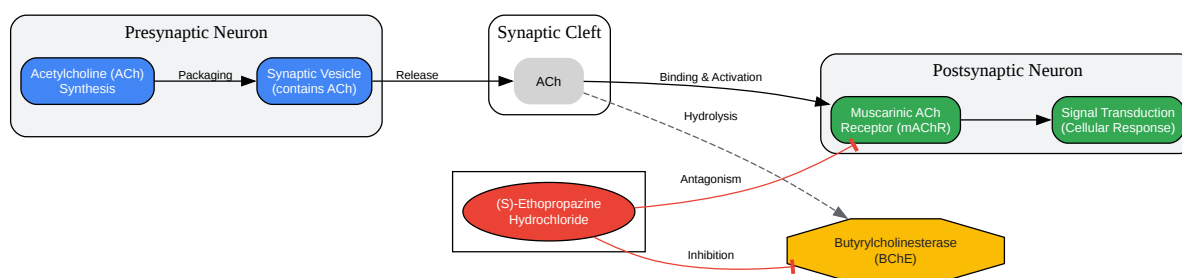 Presynaptic Neuron
Acetylcholine (ACh)
Synthesis
Packaging
Synaptic Vesicle
(contains ACh)
Release
Synaptic Cleft
ACh
Binding & Activation
Hydrolysis
Postsynaptic Neuron
Muscarinic ACh
Receptor (mAChR)
Signal Transduction
(Cellular Response)
Antagonism
(S)-Ethopropazine
Hydrochloride
Inhibition
Butyrylcholinesterase
(BChE)